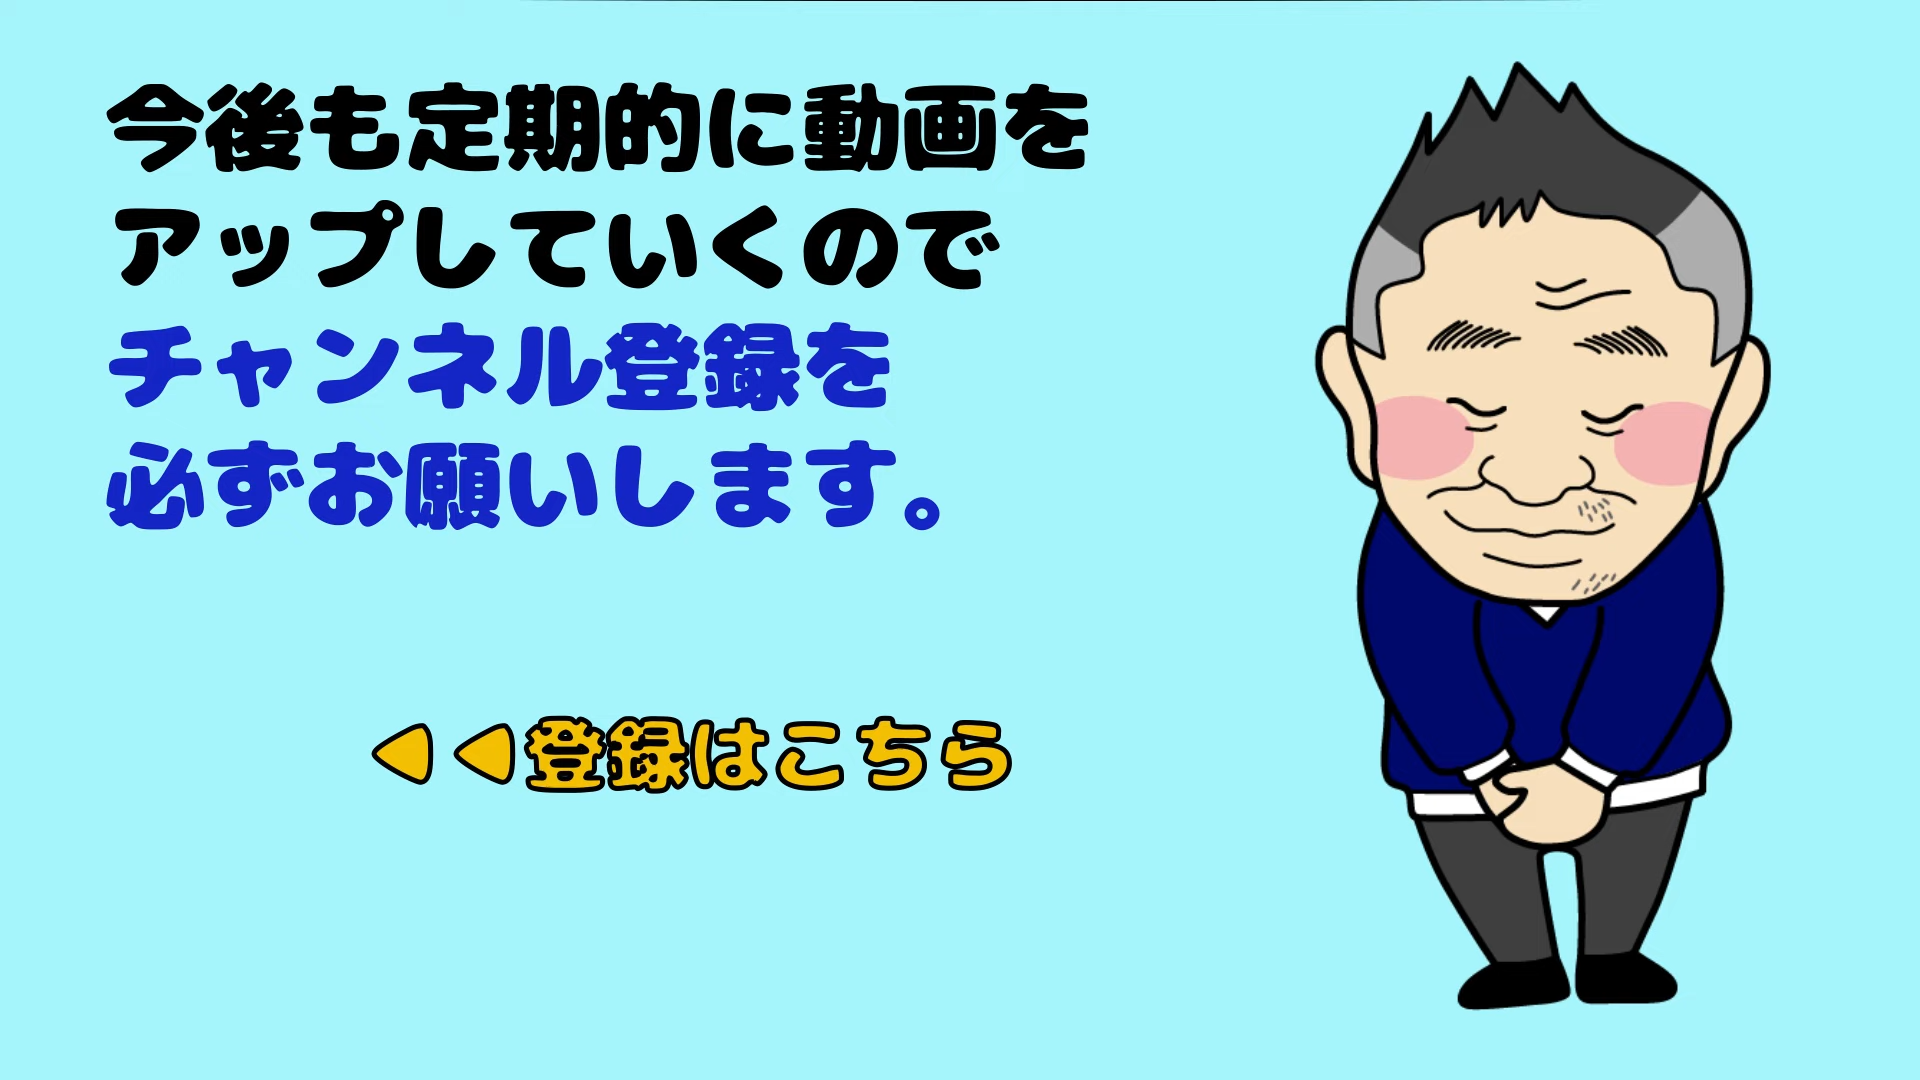 今後も定期的に動画を
アップしていくので
チャンネル登録を
必ずお願いします。
◀◀登録はこちら